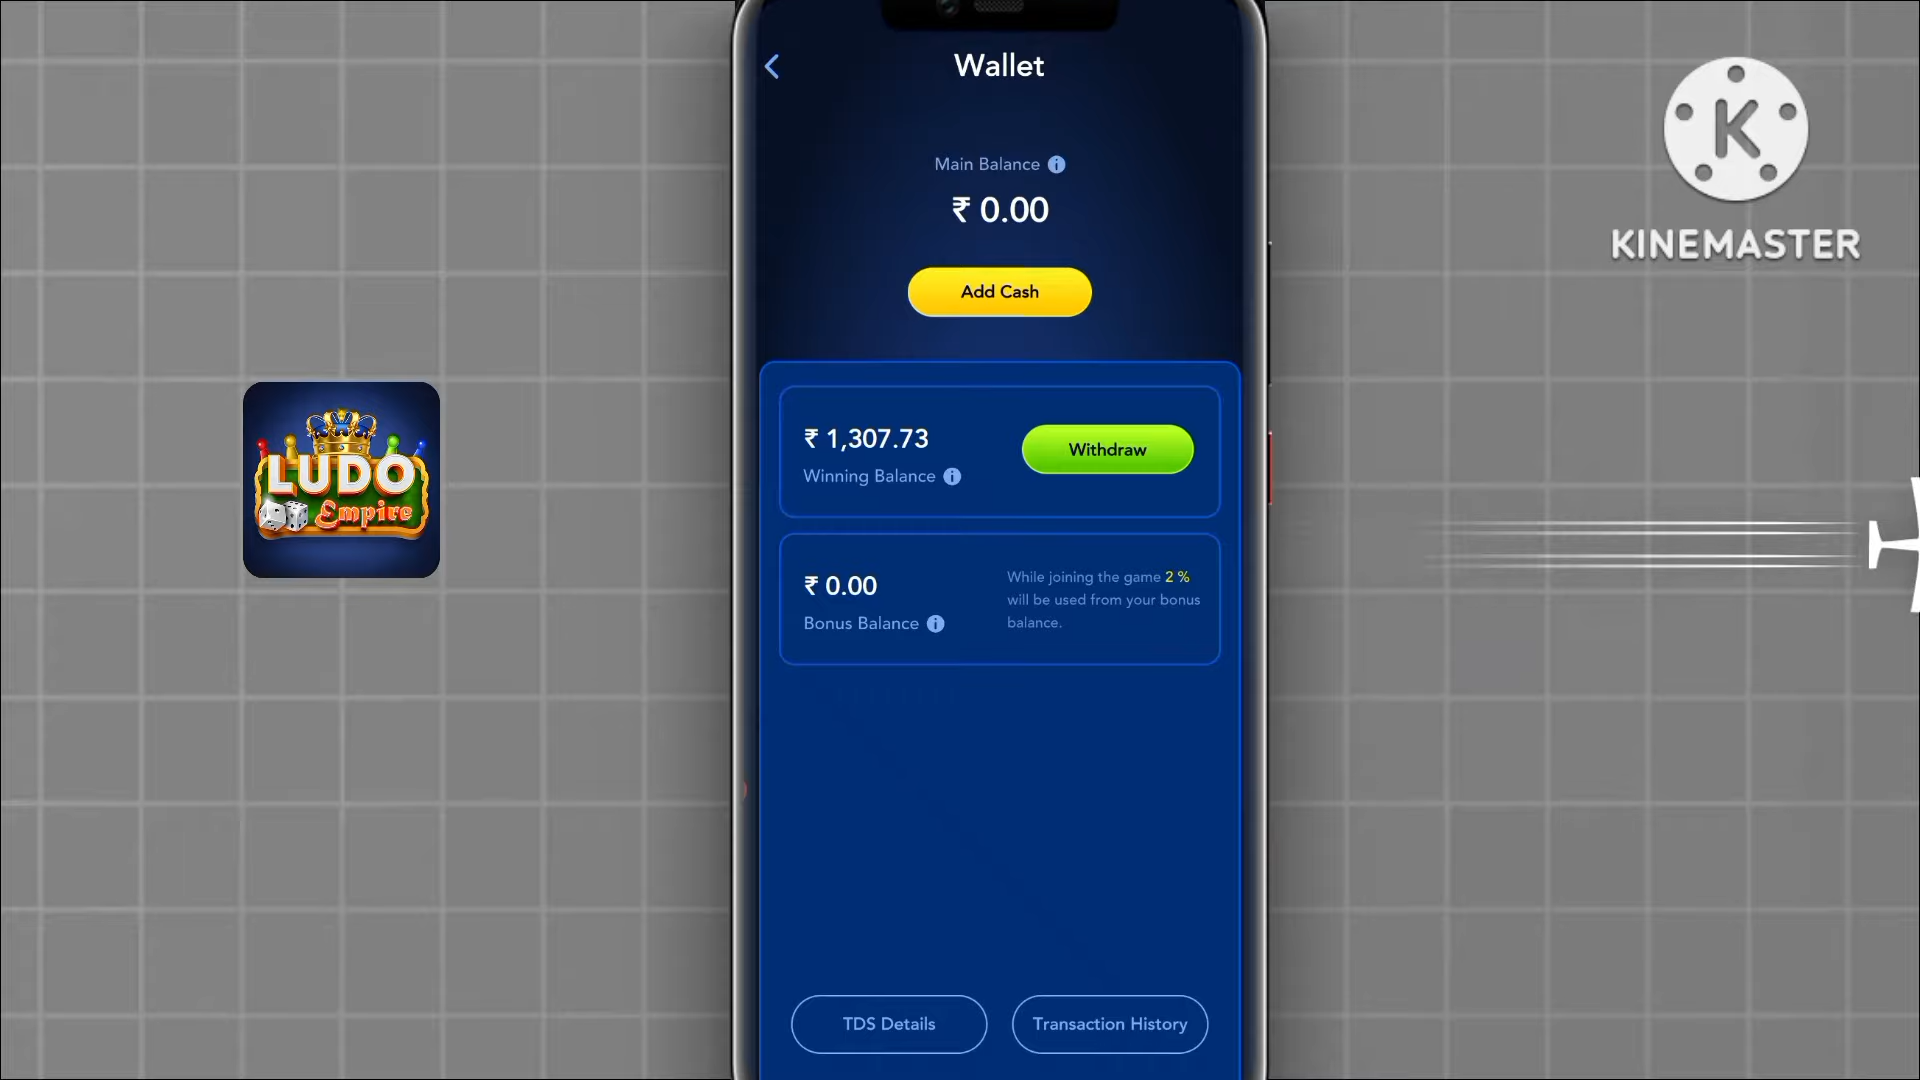 Wallet
Main Balance
₹ 0.00
Add Cash
₹ 1,307.73
Winning Balance
Withdraw
₹ 0.00
Bonus Balance
While joining the game 2 %
will be used from your bonus
balance.
TDS Details
Transaction History
LUDO
Empire
K
KINEMASTER